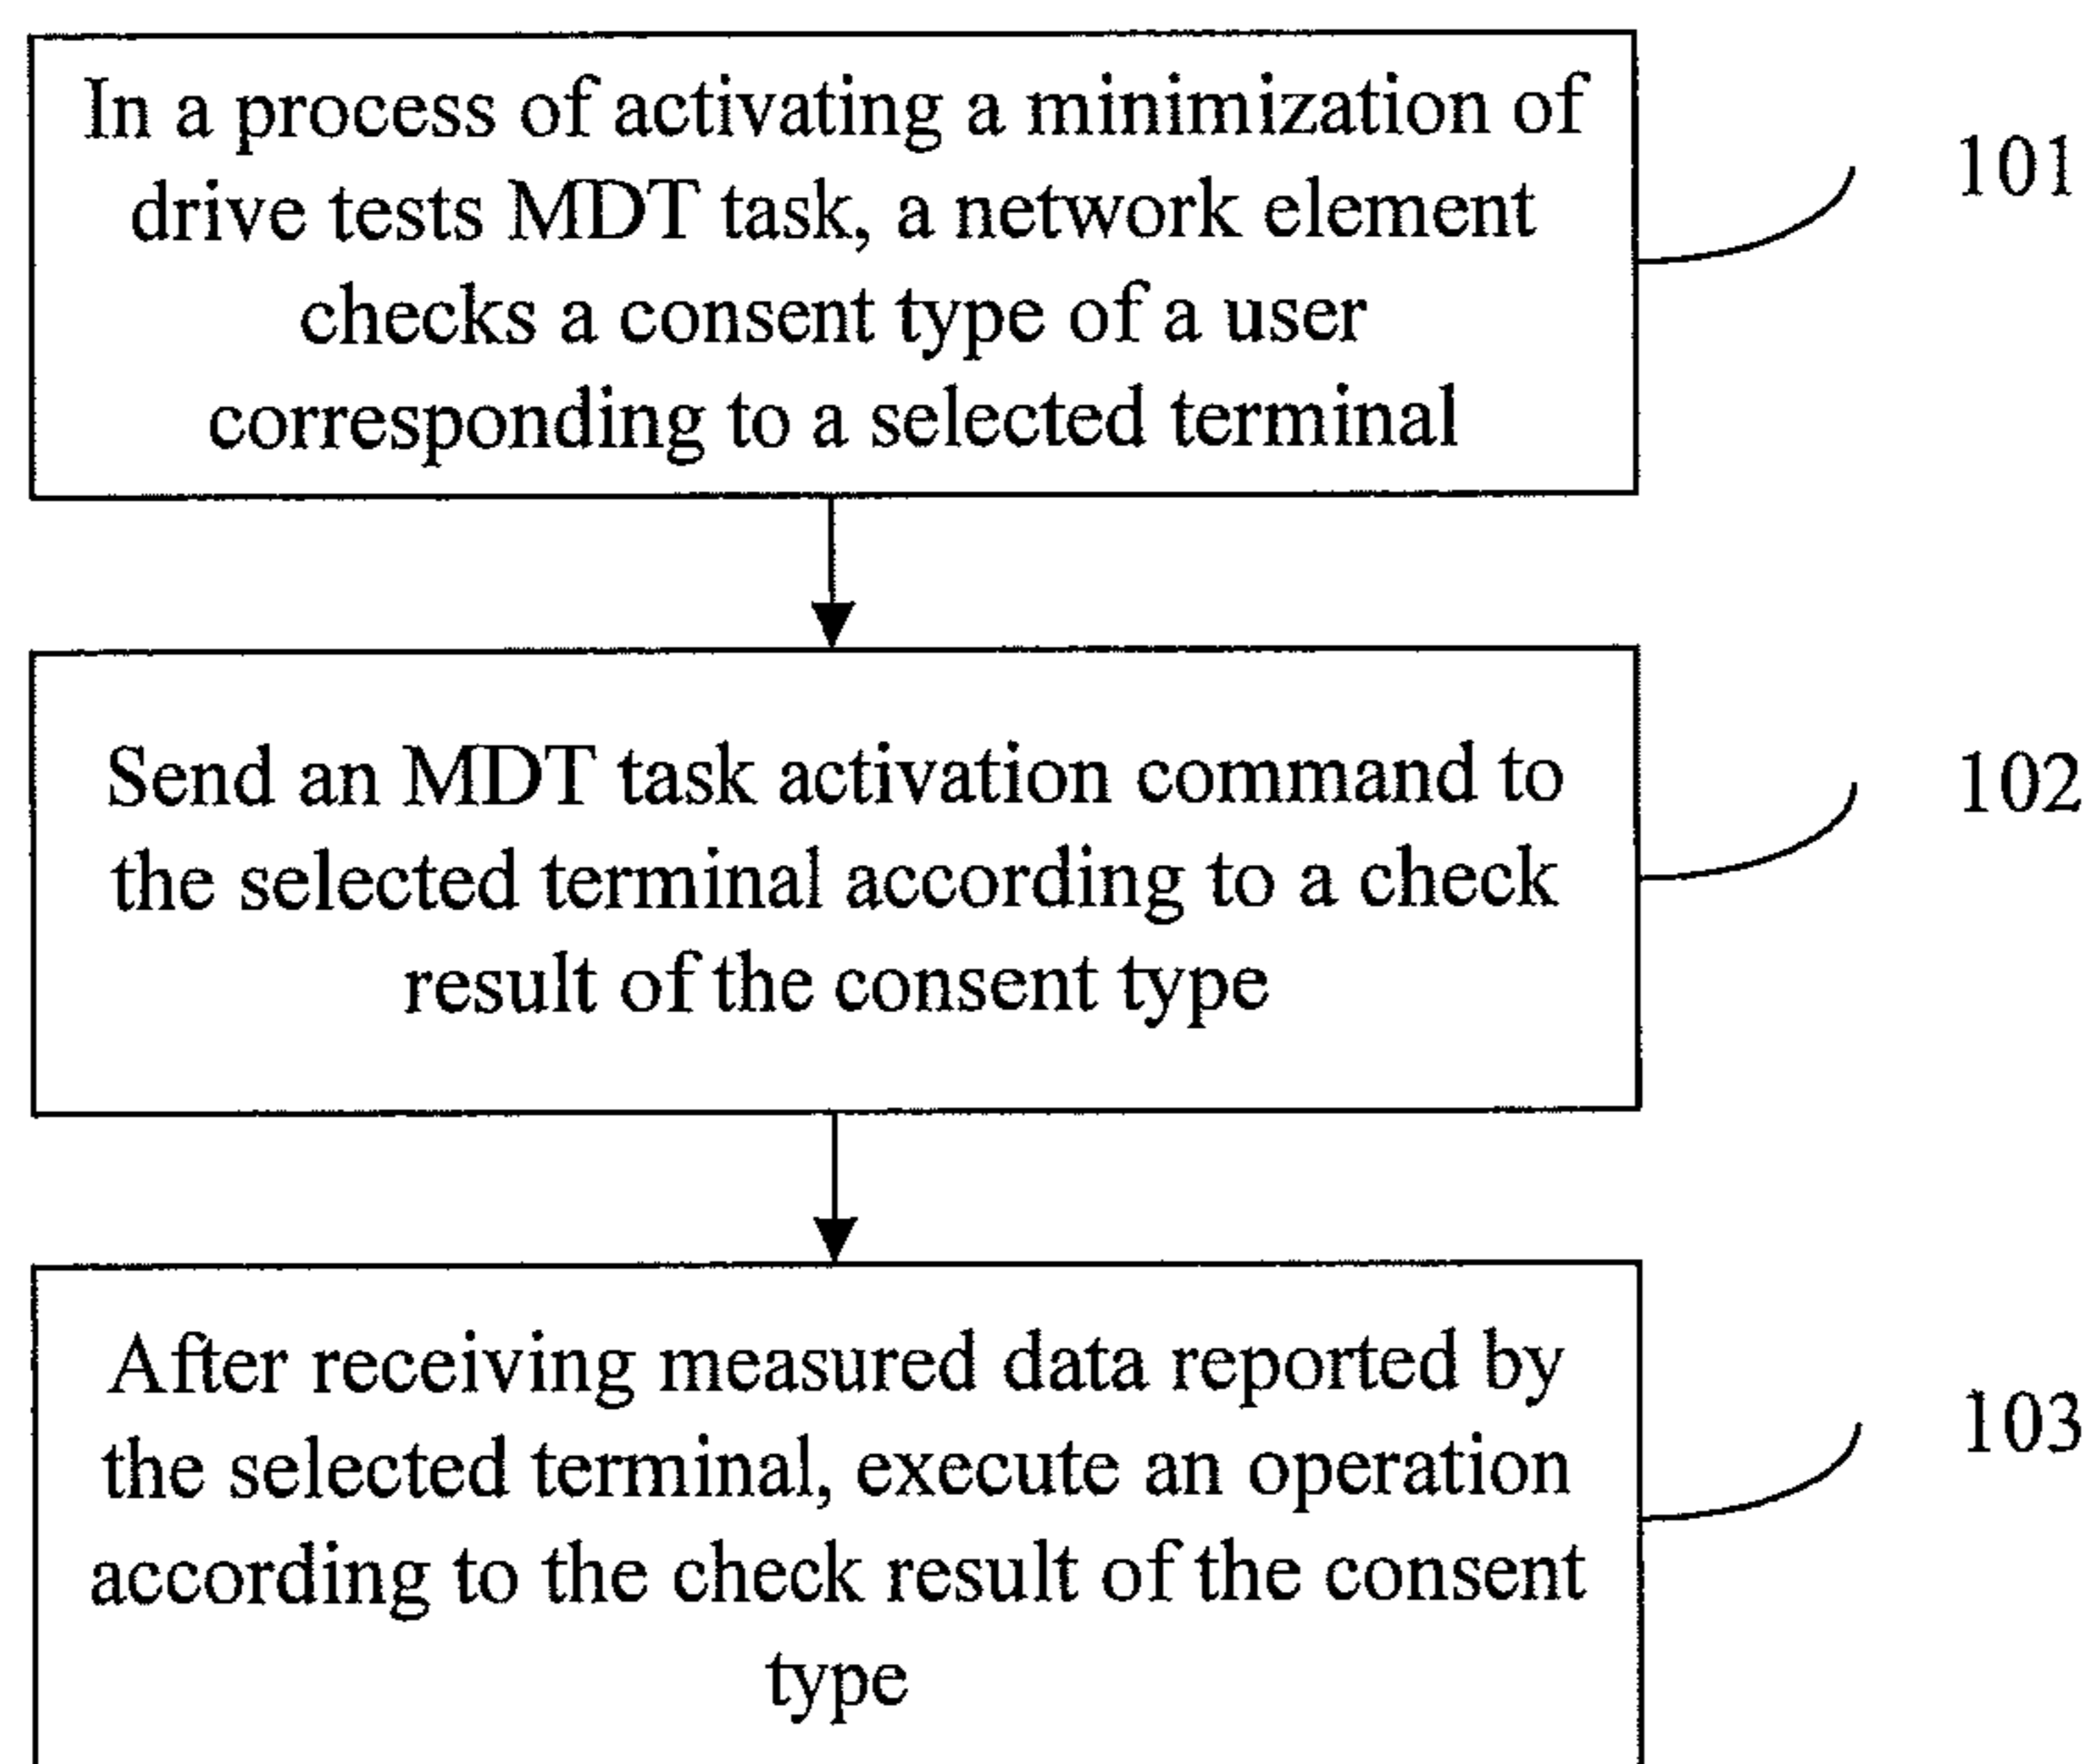 In a process of activating a minimization of
drive tests MDT task, a network element
checks a consent type of a user
corresponding to a selected terminal
101
Send an MDT task activation command to
the selected terminal according to a check
result of the consent type
102
After receiving measured data reported by
the selected terminal, execute an operation
according to the check result of the consent
type
103